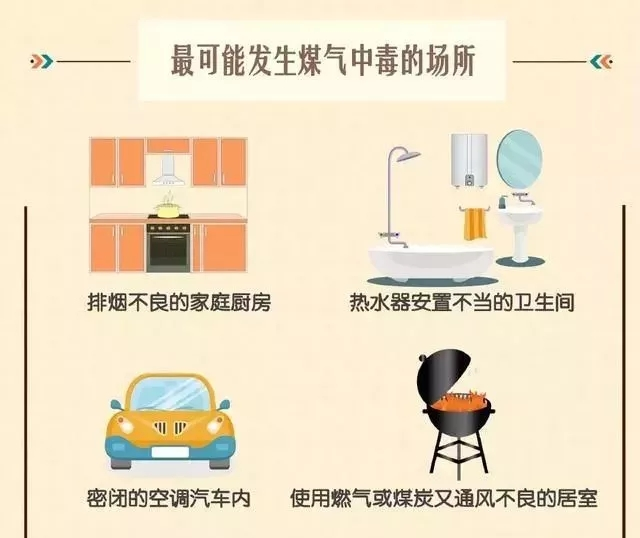 最可能发生煤气中毒的场所
排烟不良的家庭厨房
热水器安置不当的卫生间
密闭的空调汽车内
使用燃气或煤炭又通风不良的居室